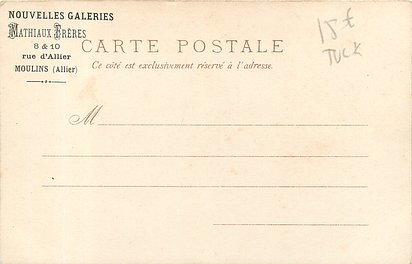 NOUVELLES GALERIES
MATHIAUX FRÈRES
8 & 10
rue d'Allier
MOULINS (Allier)
CARTE POSTALE
Ce côté est exclusivement réservé à l'adresse.
18 €
TUCK
M